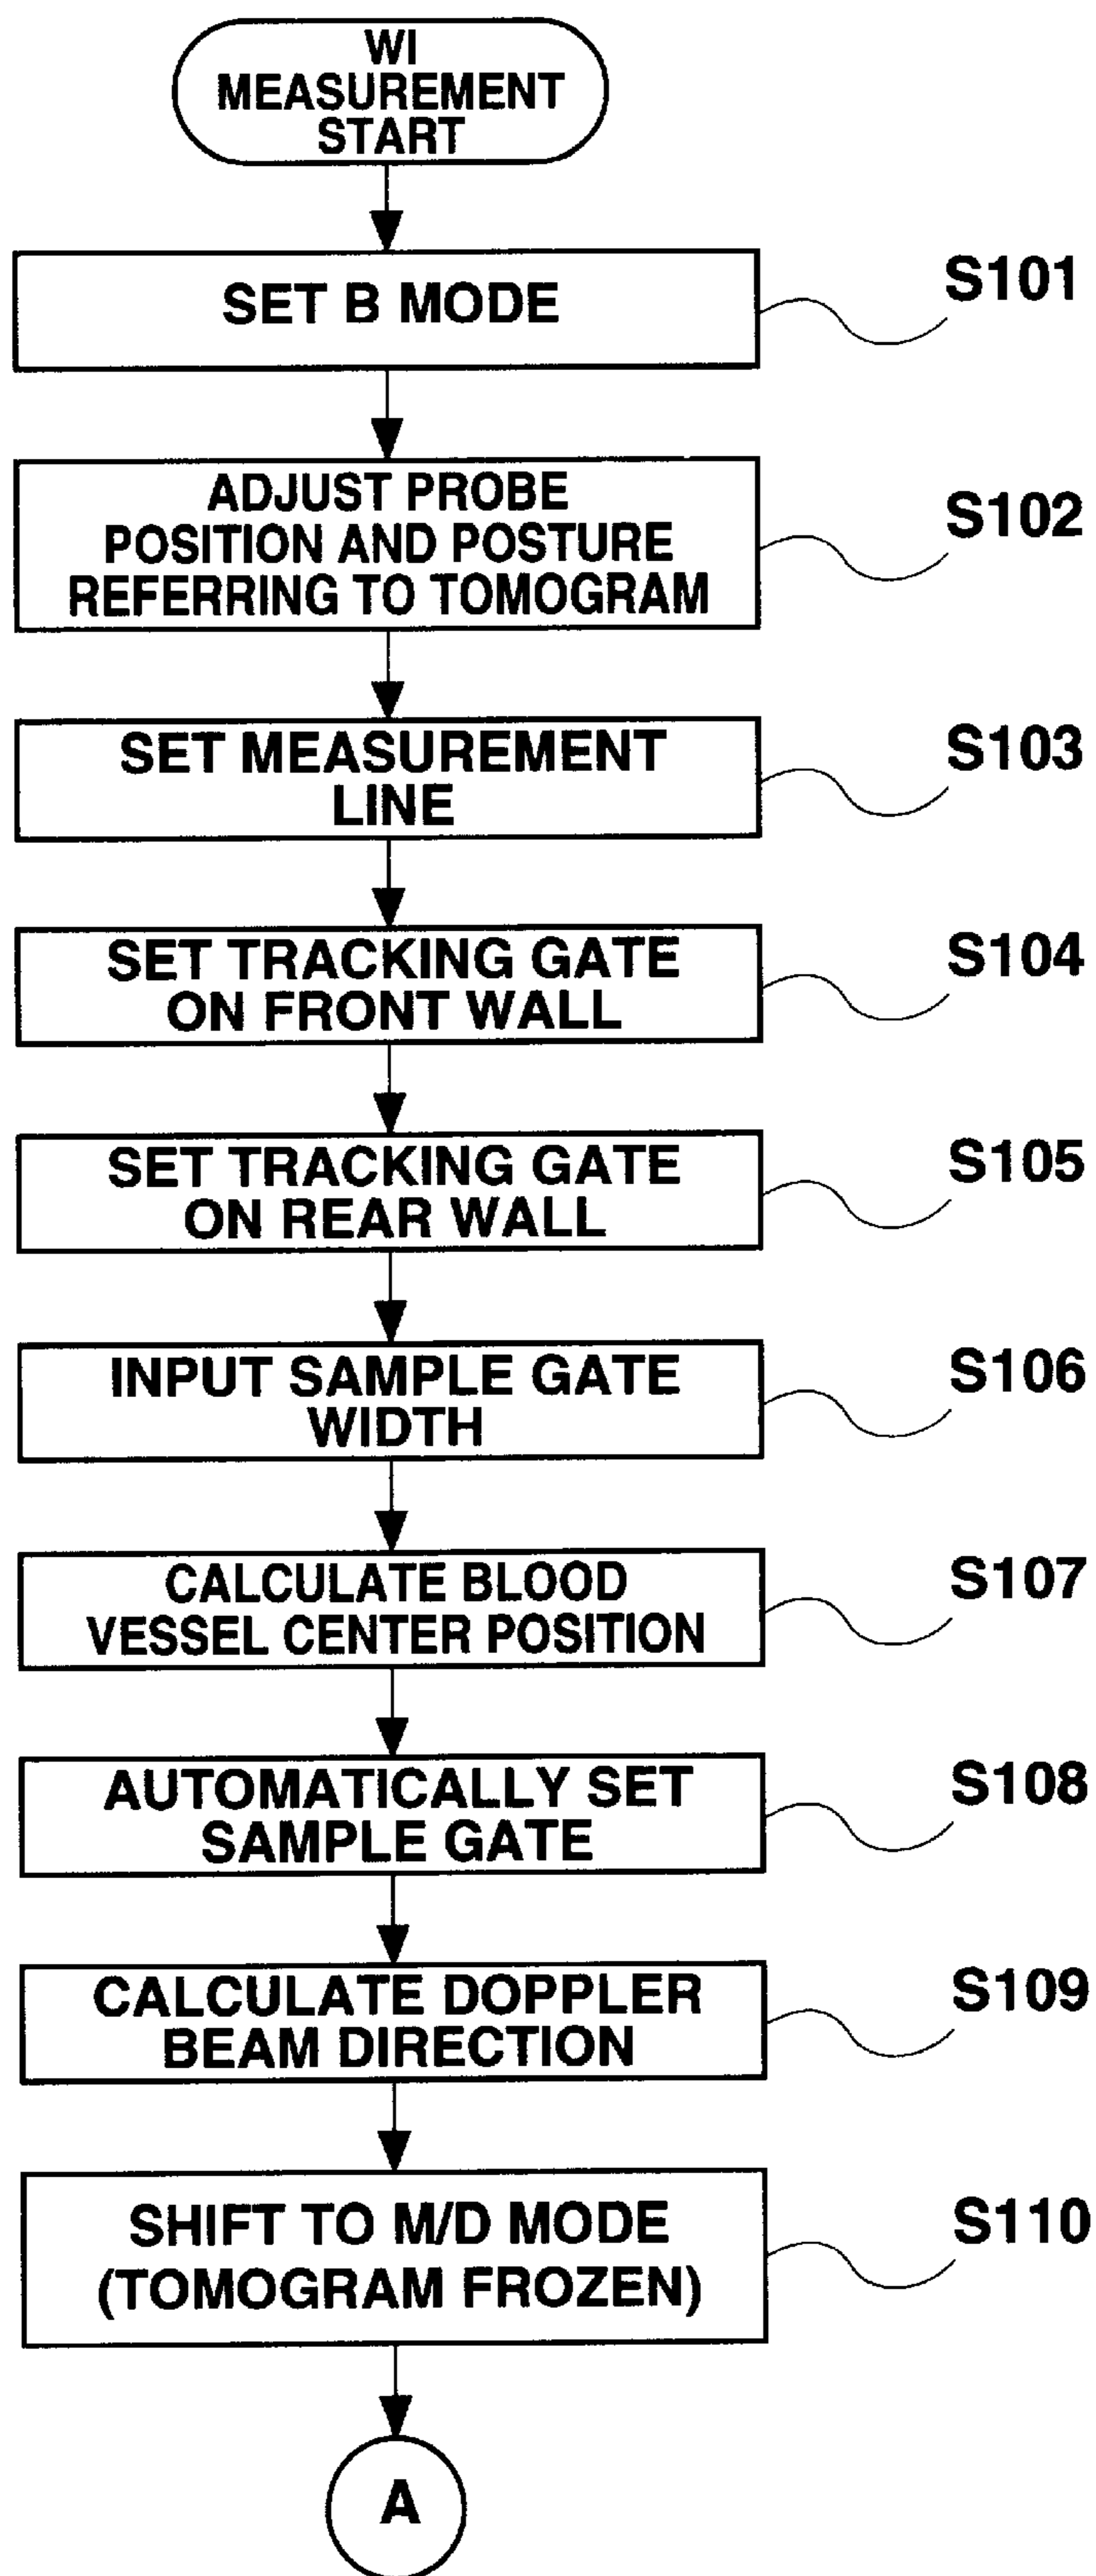 WI
MEASUREMENT
START
SET B MODE
S101
ADJUST PROBE
POSITION AND POSTURE
REFERRING TO TOMOGRAM
S102
SET MEASUREMENT
LINE
S103
SET TRACKING GATE
ON FRONT WALL
S104
SET TRACKING GATE
ON REAR WALL
S105
INPUT SAMPLE GATE
WIDTH
S106
CALCULATE BLOOD
VESSEL CENTER POSITION
S107
AUTOMATICALLY SET
SAMPLE GATE
S108
CALCULATE DOPPLER
BEAM DIRECTION
S109
SHIFT TO M/D MODE
(TOMOGRAM FROZEN)
S110
A